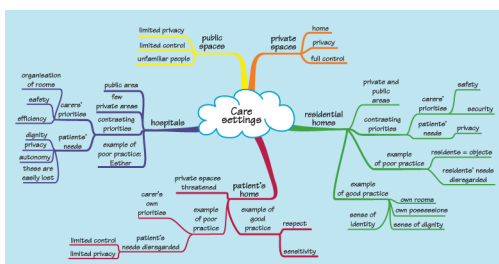 Care
settings
public
spaces
limited privacy
limited control
unfamiliar people
private
spaces
home
privacy
full control
hospitals
public area
few
private areas
contrasting
priorities
carers'
priorities
organisation
of rooms
safety
efficiency
patients'
needs
dignity
privacy
autonomy
these are
easily lost
example of
poor practice:
Esther
residential
homes
private and
public
areas
contrasting
priorities
carers'
priorities
safety
security
patients'
needs
privacy
example
of poor practice
residents = objects
residents' needs
disregarded
example
of good practice
own rooms
own possessions
sense of dignity
sense of
identity
patient's
home
private spaces
threatened
example
of poor
practice
carer's
own
priorities
patient's
needs disregarded
limited control
limited privacy
example of
good
practice
respect
sensitivity